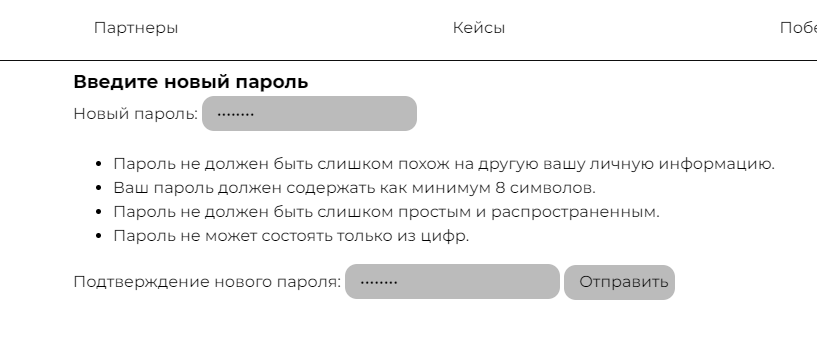 Партнеры Кейсы
Введите новый пароль
Новый пароль: ••••••••
Пароль не должен быть слишком похож на другую вашу личную информацию.
Ваш пароль должен содержать как минимум 8 символов.
Пароль не должен быть слишком простым и распространенным.
Пароль не может состоять только из цифр.
Подтверждение нового пароля: •••••••• Отправить